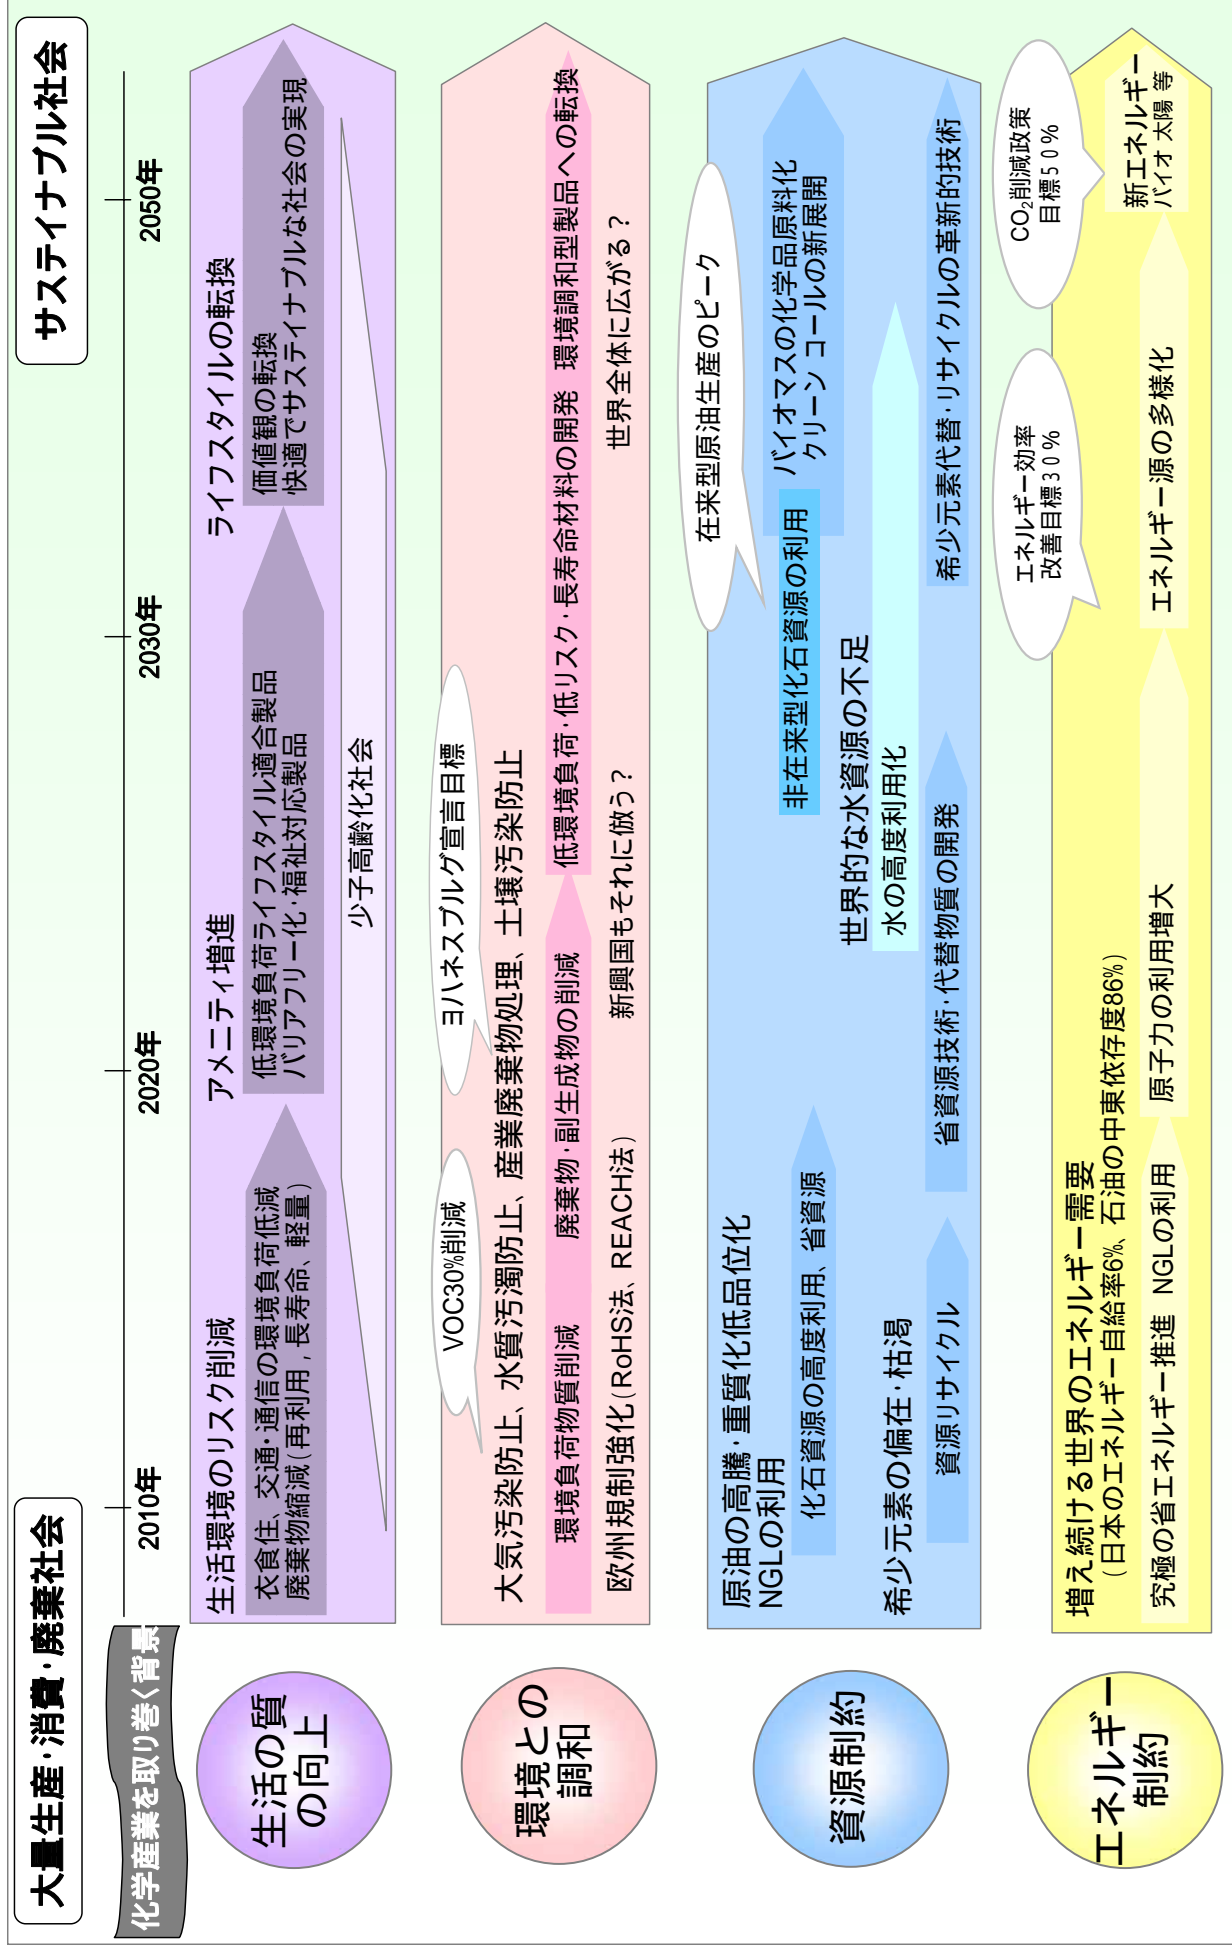 大量生産・消費・廃棄社会
サスティナブル社会
化学産業を取り巻く背景
2010年
2020年
2030年
2050年
生活の質
の向上
生活環境のリスク削減
アメニティ増進
ライフスタイルの転換
衣食住、交通・通信の環境負荷低減
廃棄物縮減(再利用,長寿命、軽量)
低環境負荷ライフスタイル適合製品
バリアフリー化・福祉対応製品
価値観の転換
快適でサスティナブルな社会の実現
少子高齢化社会
環境との
調和
VOC30%削減
ヨハネスブルグ宣言目標
大気汚染防止、水質汚濁防止、産業廃棄物処理、土壌汚染防止
環境負荷物質削減
廃棄物・副生成物の削減
低環境負荷・低リスク・長寿命材料の開発 環境調和型製品への転換
欧州規制強化(RoHS法、REACH法)
新興国もそれに倣う?
世界全体に広がる?
資源制約
在来型原油生産のピーク
原油の高騰・重質化低品位化
NGLの利用
化石資源の高度利用、省資源
非在来型化石資源の利用
バイオマスの化学品原料化
クリーン コールの新展開
世界的な水資源の不足
水の高度利用化
希少元素の偏在・枯渇
資源リサイクル
省資源技術・代替物質の開発
希少元素代替・リサイクルの革新的技術
エネルギー
制約
エネルギー効率
改善目標30%
CO₂削減政策
目標50%
増え続ける世界のエネルギー需要
(日本のエネルギー自給率6%、石油の中東依存度86%)
究極の省エネルギー推進 NGLの利用
原子力の利用増大
エネルギー源の多様化
新エネルギー
バイオ 太陽 等